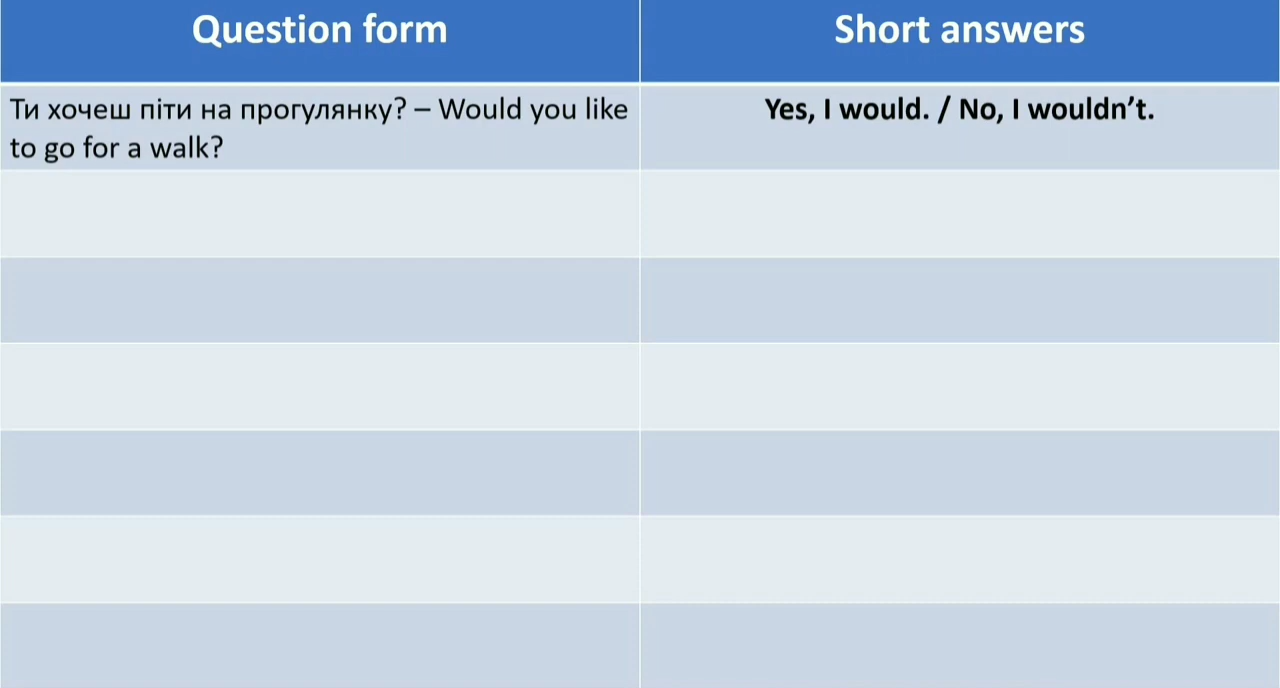 Question form
Short answers
Ти хочеш піти на прогулянку? – Would you like
to go for a walk?
Yes, I would. / No, I wouldn’t.